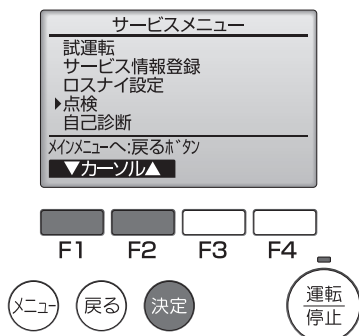 サービスメニュー
試運転
サービス情報登録
ロスナイ設定
▶点検
自己診断
メインメニューへ:戻るボタン
▼カーソル▲
F1 F2 F3 F4
メニュー 戻る 決定 運転
停止